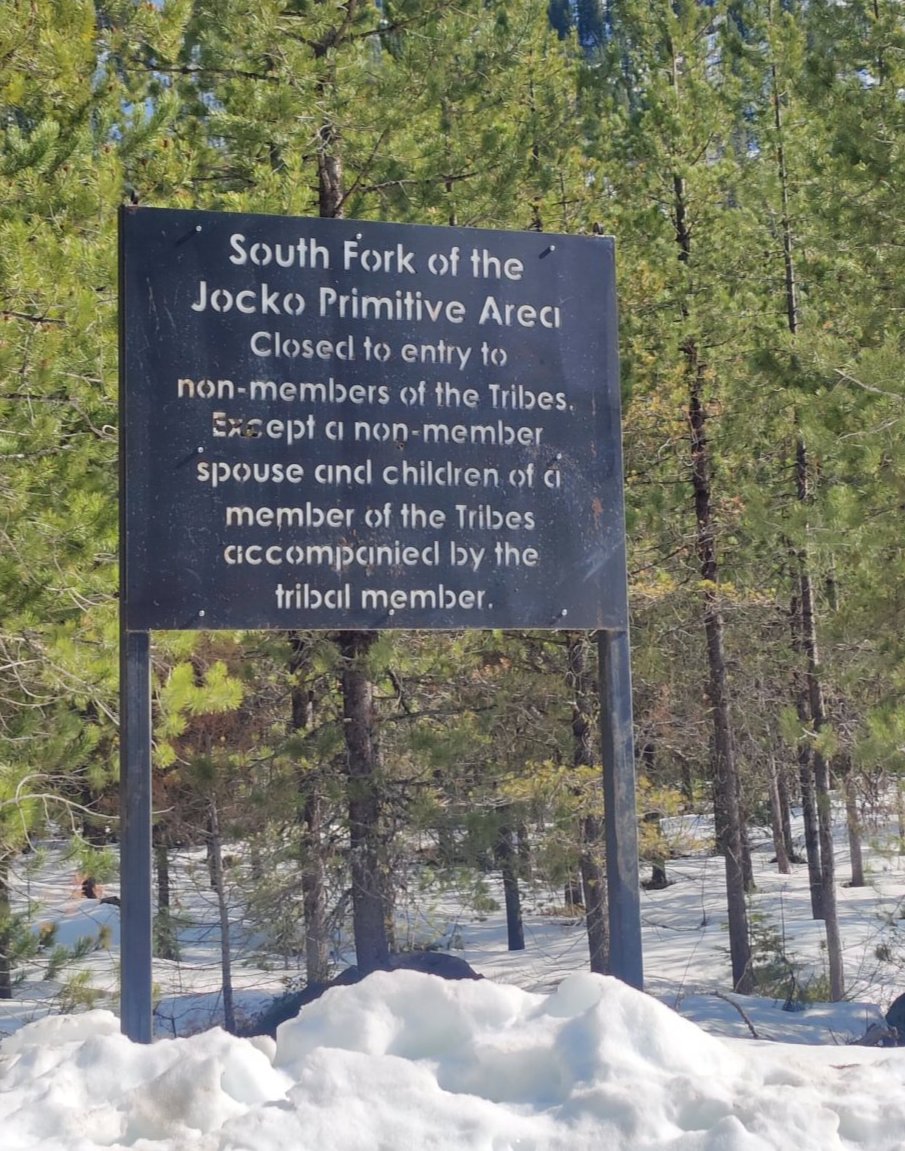 South Fork of the
Jocko Primitive Area
Closed to entry to
non-members of the Tribes.
Except a non-member
spouse and children of a
member of the Tribes
accompanied by the
tribal member.